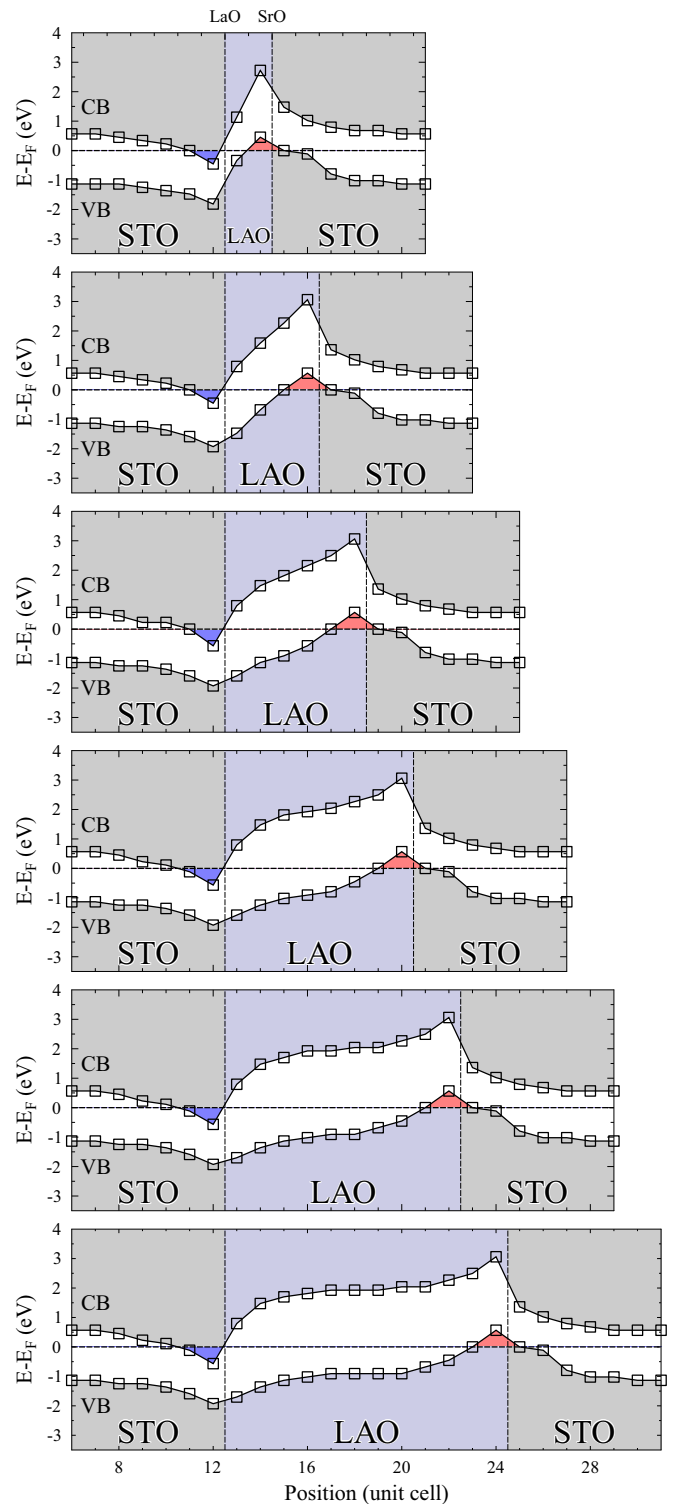 LaO SrO
4
3
2
1
0
-1
-2
-3
E-E_F (eV)
CB
VB
STO LAO STO
4
3
2
1
0
-1
-2
-3
E-E_F (eV)
CB
VB
STO LAO STO
4
3
2
1
0
-1
-2
-3
E-E_F (eV)
CB
VB
STO LAO STO
4
3
2
1
0
-1
-2
-3
E-E_F (eV)
CB
VB
STO LAO STO
4
3
2
1
0
-1
-2
-3
E-E_F (eV)
CB
VB
STO LAO STO
4
3
2
1
0
-1
-2
-3
E-E_F (eV)
CB
VB
STO LAO STO
8 12 16 20 24 28
Position (unit cell)